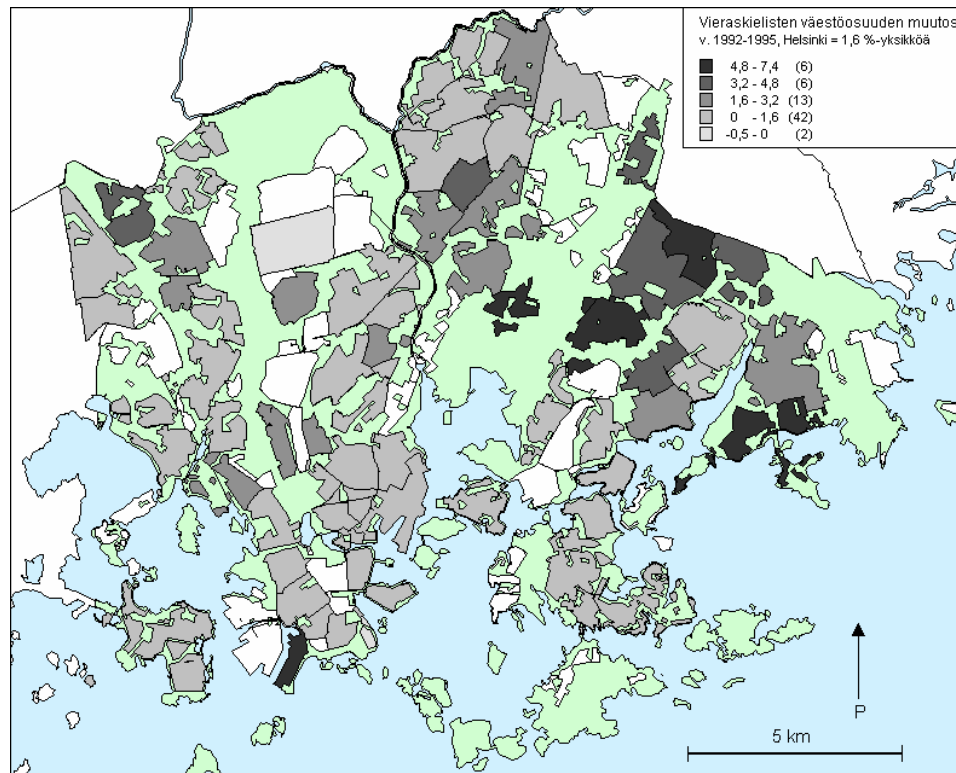 Vieraskielisten väestöosuuden muutos
v. 1992-1995, Helsinki = 1,6 %-yksikköä
4,8 - 7,4 (6)
3,2 - 4,8 (6)
1,6 - 3,2 (13)
0 - 1,6 (42)
-0,5 - 0 (2)
P
5 km